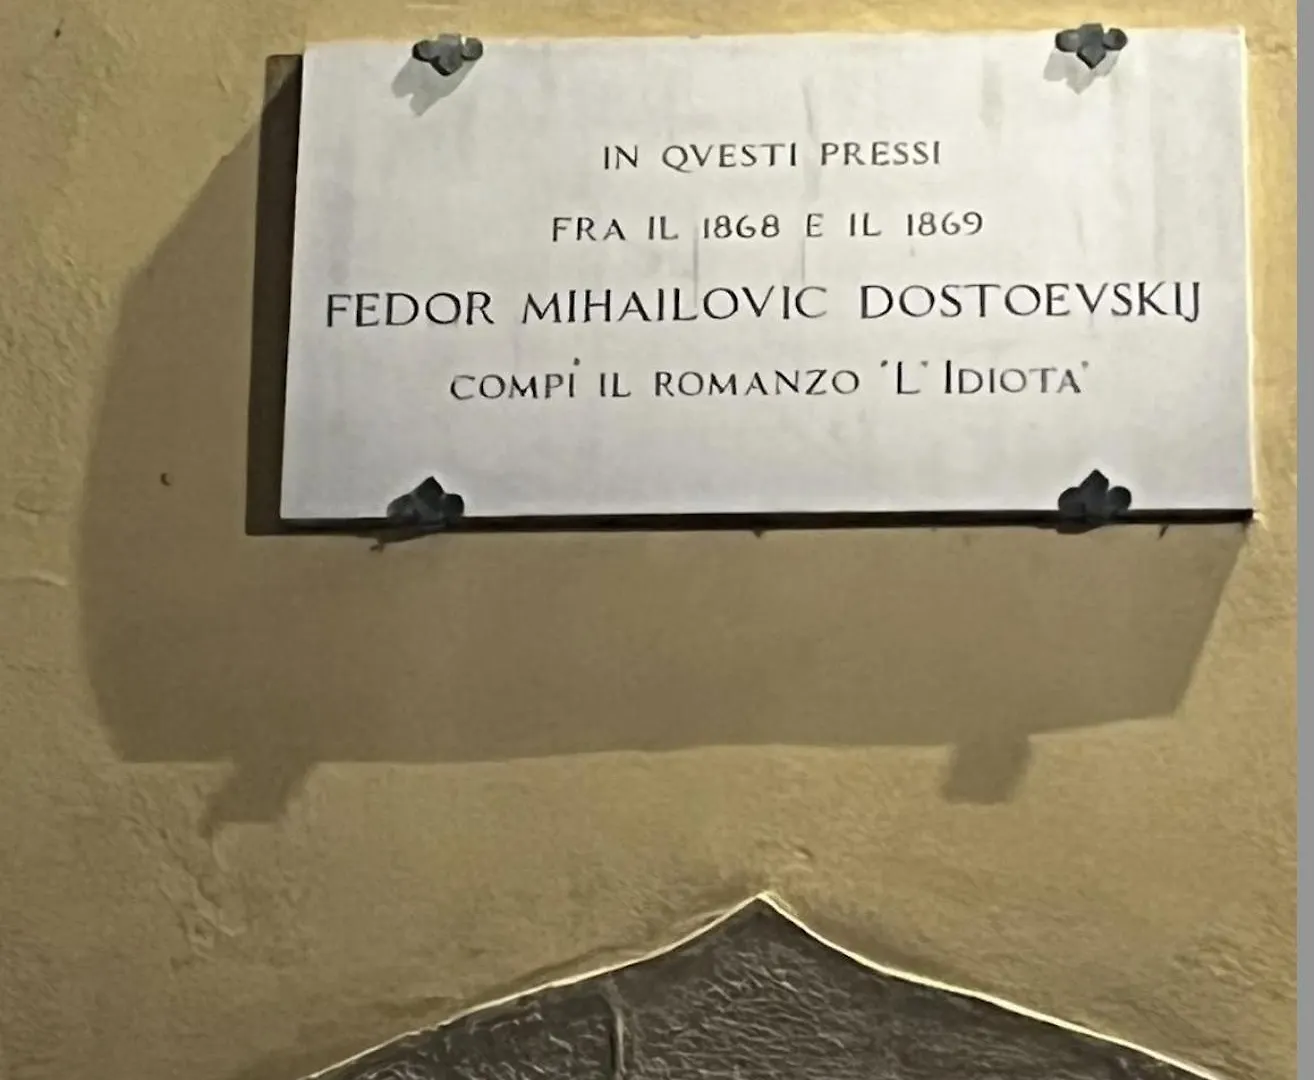 IN QVESTI PRESSI
FRA IL 1868 E IL 1869
FEDOR MIHAILOVIC DOSTOEVSKIJ
COMPÌ IL ROMANZO "L'IDIOTA"